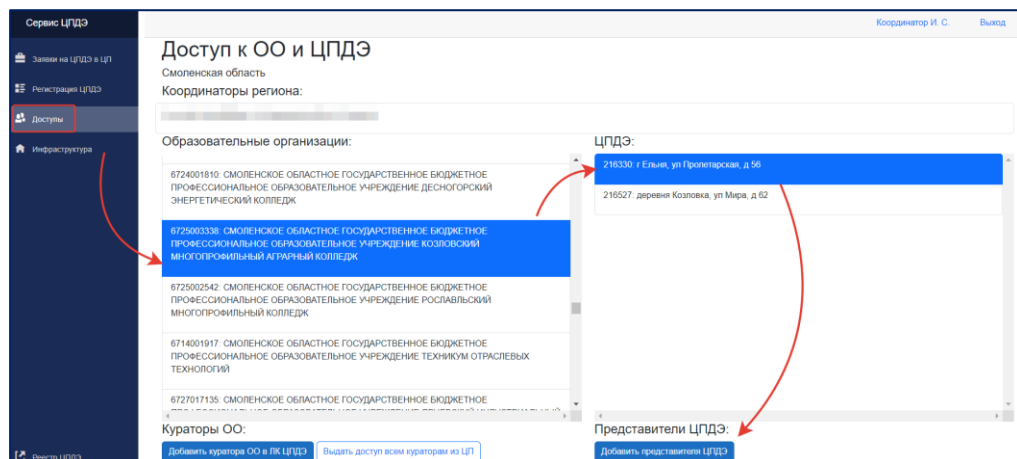 Сервис ЦПДЭ
Координатор И. С.
Выход
Заявки на ЦПДЭ в ЦП
Регистрация ЦПДЭ
Доступы
Инфраструктура
Реестр ЦПДЭ
Доступ к ОО и ЦПДЭ
Смоленская область
Координаторы региона:
Образовательные организации:
6724001810: СМОЛЕНСКОЕ ОБЛАСТНОЕ ГОСУДАРСТВЕННОЕ БЮДЖЕТНОЕ
ПРОФЕССИОНАЛЬНОЕ ОБРАЗОВАТЕЛЬНОЕ УЧРЕЖДЕНИЕ ДЕСНОГОРСКИЙ
ЭНЕРГЕТИЧЕСКИЙ КОЛЛЕДЖ
6725003338: СМОЛЕНСКОЕ ОБЛАСТНОЕ ГОСУДАРСТВЕННОЕ БЮДЖЕТНОЕ
ПРОФЕССИОНАЛЬНОЕ ОБРАЗОВАТЕЛЬНОЕ УЧРЕЖДЕНИЕ КОЗЛОВСКИЙ
МНОГОПРОФИЛЬНЫЙ АГРАРНЫЙ КОЛЛЕДЖ
6725002542: СМОЛЕНСКОЕ ОБЛАСТНОЕ ГОСУДАРСТВЕННОЕ БЮДЖЕТНОЕ
ПРОФЕССИОНАЛЬНОЕ ОБРАЗОВАТЕЛЬНОЕ УЧРЕЖДЕНИЕ РОСЛАВЛЬСКИЙ
МНОГОПРОФИЛЬНЫЙ КОЛЛЕДЖ
6714001917: СМОЛЕНСКОЕ ОБЛАСТНОЕ ГОСУДАРСТВЕННОЕ БЮДЖЕТНОЕ
ПРОФЕССИОНАЛЬНОЕ ОБРАЗОВАТЕЛЬНОЕ УЧРЕЖДЕНИЕ ТЕХНИКУМ ОТРАСЛЕВЫХ
ТЕХНОЛОГИЙ
6727017135: СМОЛЕНСКОЕ ОБЛАСТНОЕ ГОСУДАРСТВЕННОЕ БЮДЖЕТНОЕ
ЦПДЭ:
216330: г Ельня, ул Пролетарская, д 56
216527: деревня Козловка, ул Мира, д 62
Кураторы ОО:
Добавить куратора ОО в ЛК ЦПДЭ
Выдать доступ всем кураторам из ЦП
Представители ЦПДЭ:
Добавить представителя ЦПДЭ